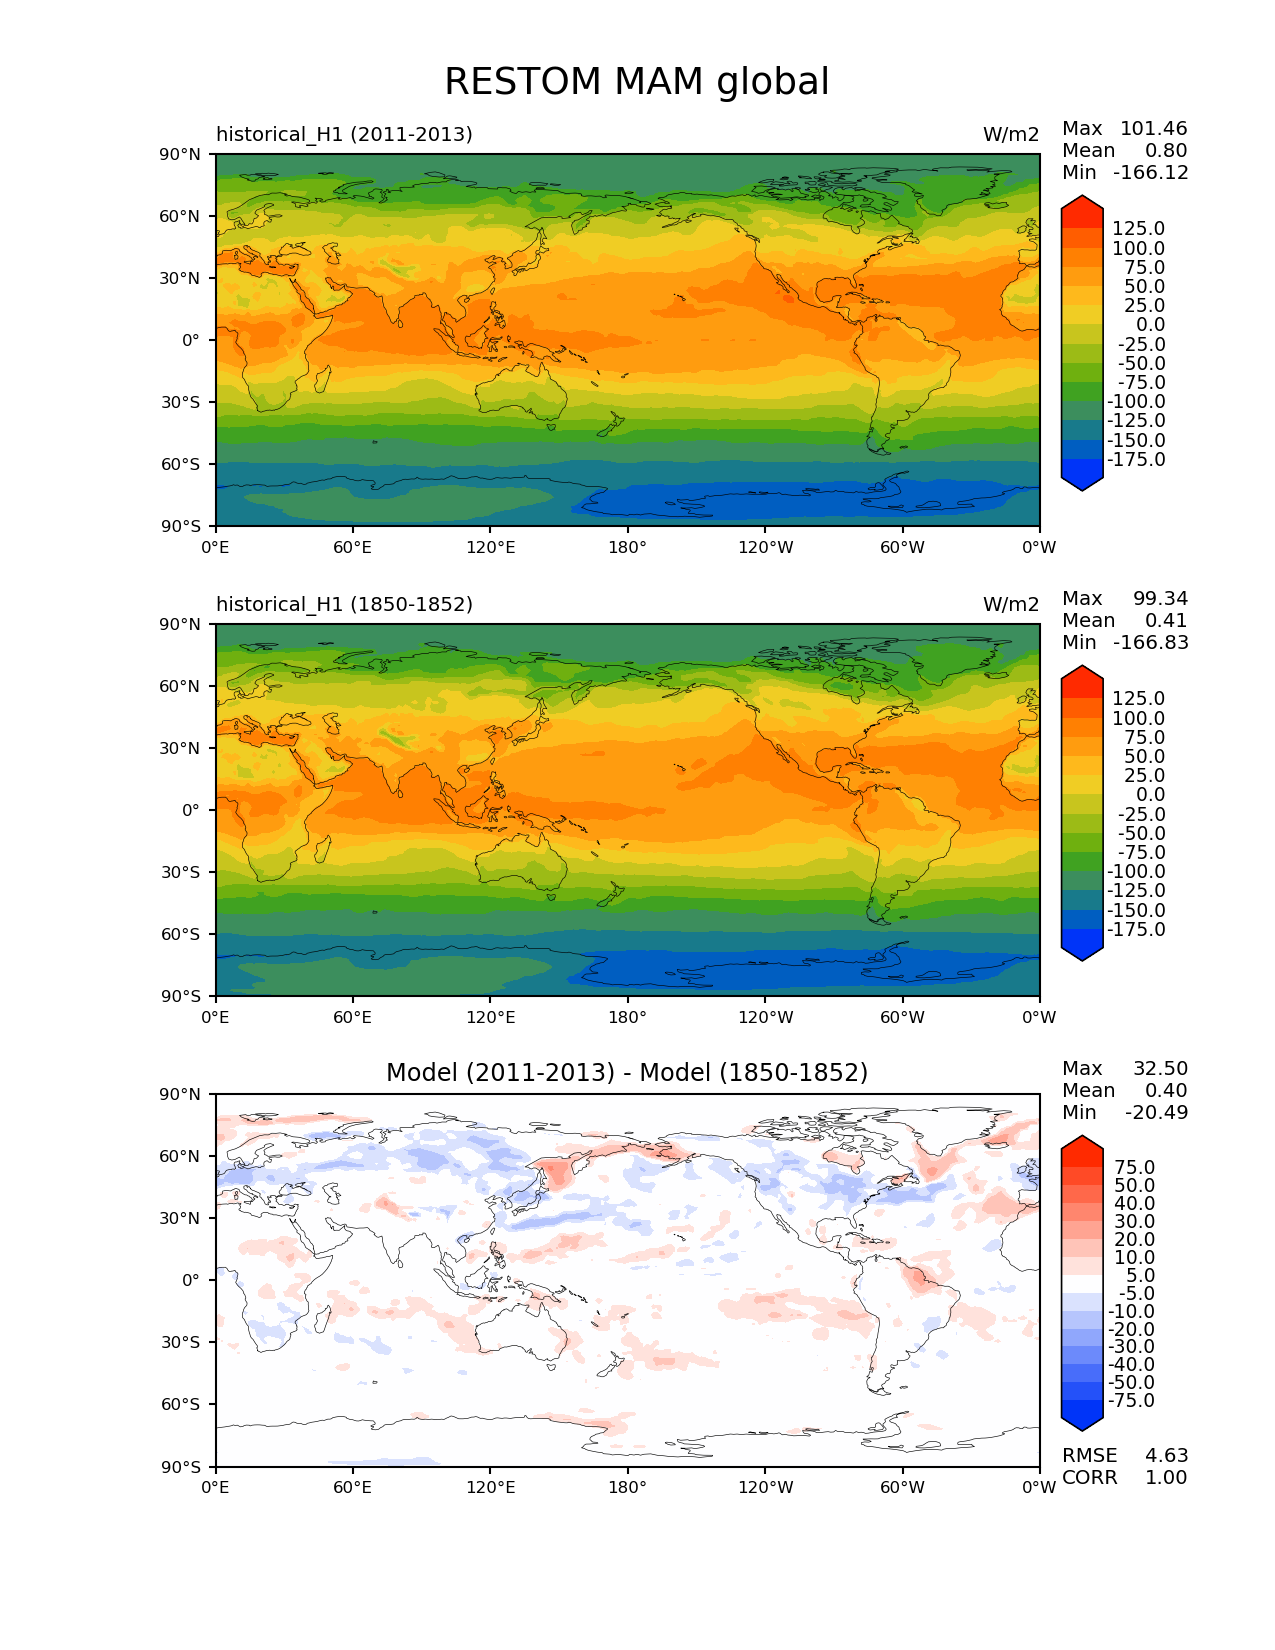 RESTOM MAM global
historical_H1 (2011-2013) W/m2
Max 101.46
Mean 0.80
Min -166.12
90°N
60°N
30°N
0°
30°S
60°S
90°S
0°E 60°E 120°E 180° 120°W 60°W 0°W
125.0
100.0
75.0
50.0
25.0
0.0
-25.0
-50.0
-75.0
-100.0
-125.0
-150.0
-175.0
historical_H1 (1850-1852) W/m2
Max 99.34
Mean 0.41
Min -166.83
90°N
60°N
30°N
0°
30°S
60°S
90°S
0°E 60°E 120°E 180° 120°W 60°W 0°W
125.0
100.0
75.0
50.0
25.0
0.0
-25.0
-50.0
-75.0
-100.0
-125.0
-150.0
-175.0
Model (2011-2013) - Model (1850-1852)
Max 32.50
Mean 0.40
Min -20.49
90°N
60°N
30°N
0°
30°S
60°S
90°S
0°E 60°E 120°E 180° 120°W 60°W 0°W
75.0
50.0
40.0
30.0
20.0
10.0
5.0
-5.0
-10.0
-20.0
-30.0
-40.0
-50.0
-75.0
RMSE 4.63
CORR 1.00